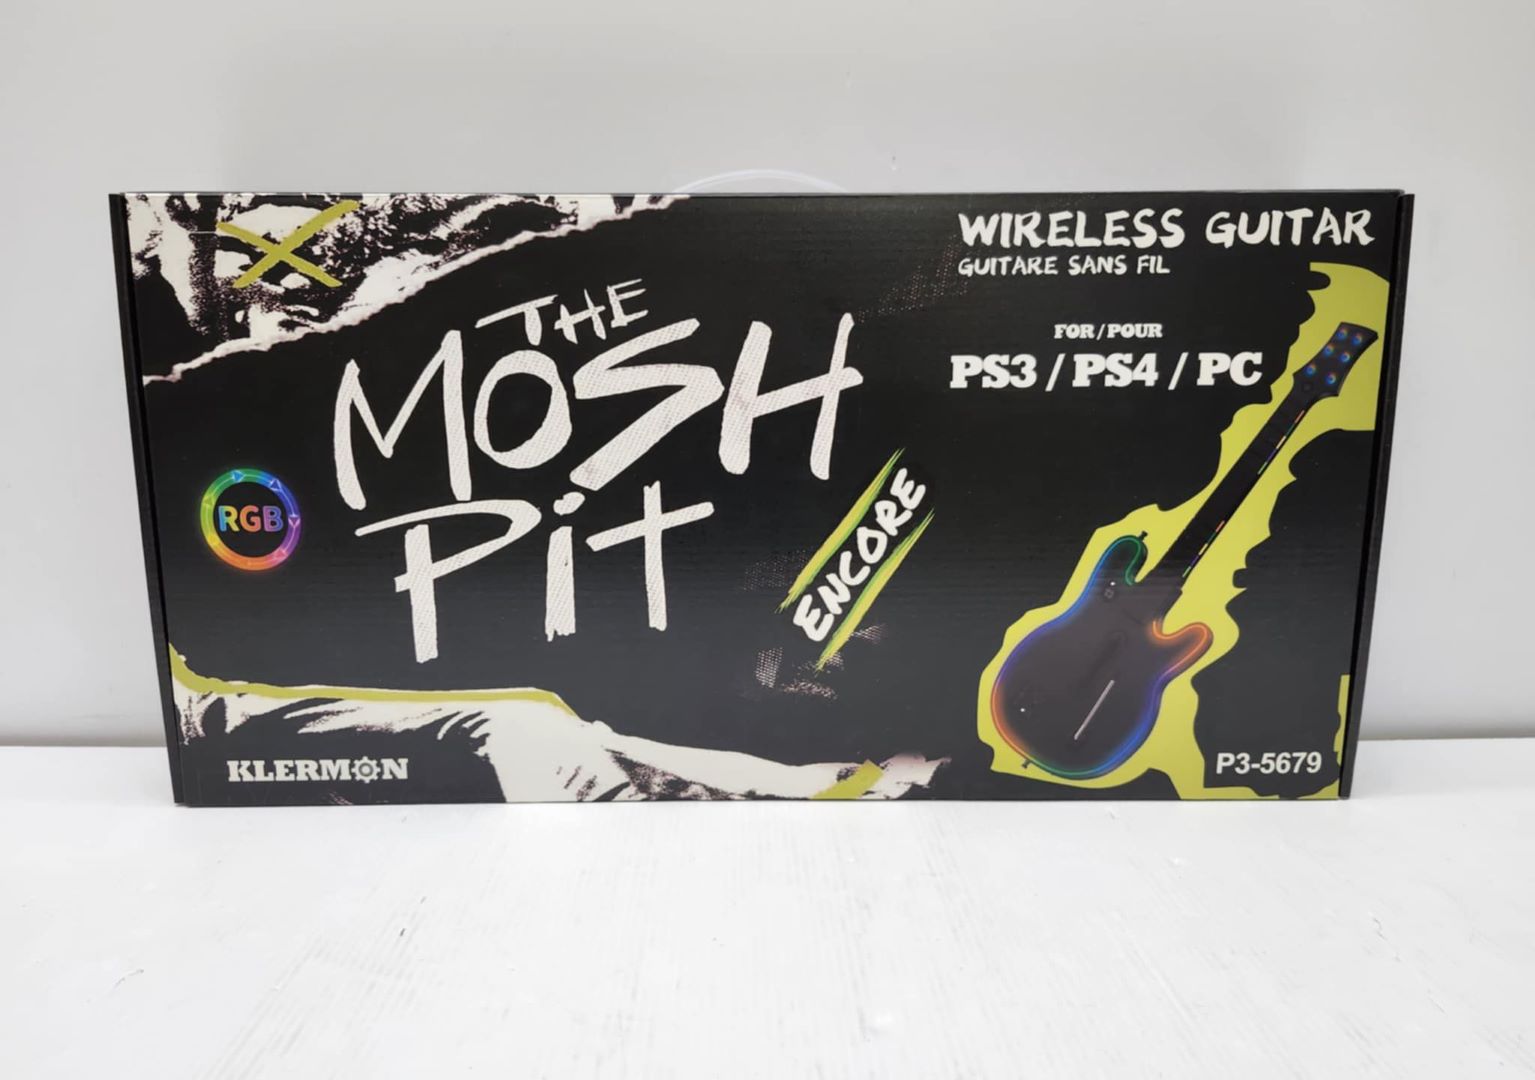 WIRELESS GUITAR
GUITARE SANS FIL
FOR / POUR
PS3 / PS4 / PC
THE
MOSH
PiT
ENCORE
RGB
KLERMON
P3-5679